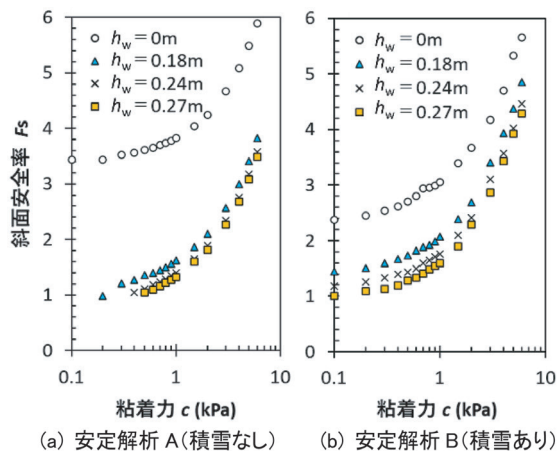 斜面安全率 Fs
6
5
4
3
2
1
0
hw = 0m
hw = 0.18m
hw = 0.24m
hw = 0.27m
0.1
1
10
粘着力 c (kPa)
(a) 安定解析 A(積雪なし)
6
5
4
3
2
1
0
hw = 0m
hw = 0.18m
hw = 0.24m
hw = 0.27m
0.1
1
10
粘着力 c (kPa)
(b) 安定解析 B(積雪あり)